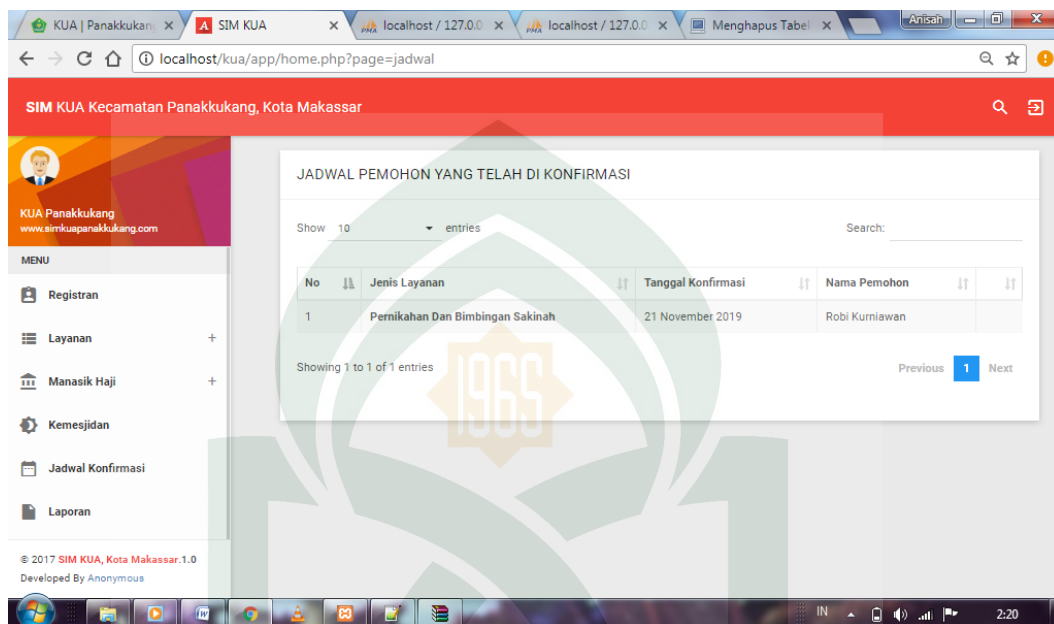 KUA | Panakkukang
SIM KUA
localhost / 127.0.0
localhost / 127.0.0
Menghapus Tabel
Anisah
localhost/kua/app/home.php?page=jadwal
SIM KUA Kecamatan Panakkukang, Kota Makassar
KUA Panakkukang
www.simkuapanakkukang.com
MENU
Registran
Layanan +
Manasik Haji +
Kemesjidan
Jadwal Konfirmasi
Laporan
© 2017 SIM KUA, Kota Makassar.1.0
Developed By Anonymous
JADWAL PEMOHON YANG TELAH DI KONFIRMASI
Show 10 entries Search:
No Jenis Layanan Tanggal Konfirmasi Nama Pemohon
1 Pernikahan Dan Bimbingan Sakinah 21 November 2019 Robi Kurniawan
Showing 1 to 1 of 1 entries Previous 1 Next
1965
IN 2:20